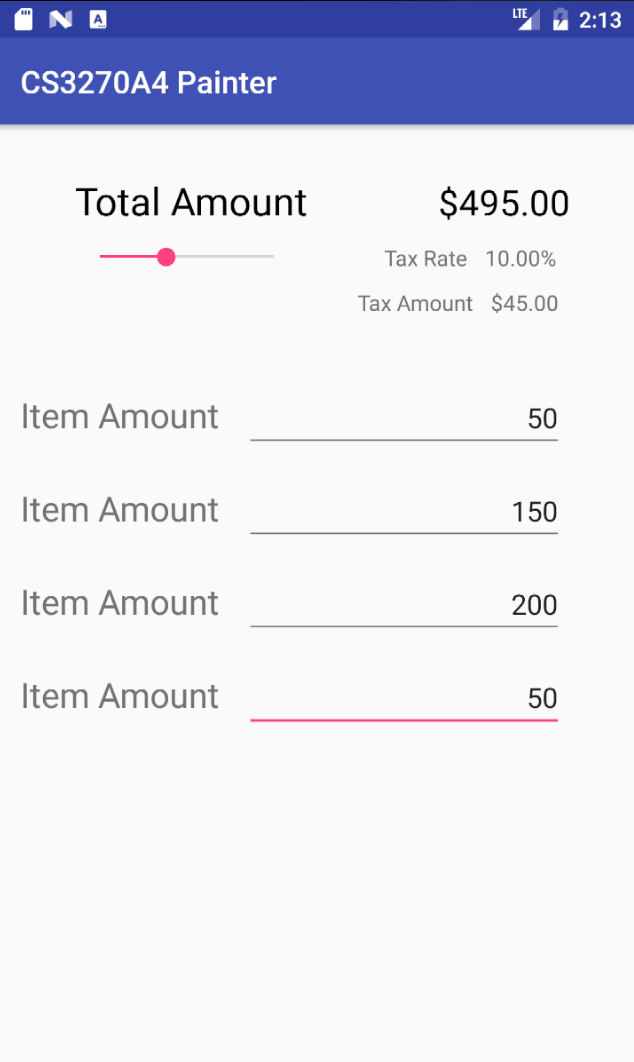 LTE 2:13
CS3270A4 Painter
Total Amount $495.00
Tax Rate 10.00%
Tax Amount $45.00
Item Amount 50
Item Amount 150
Item Amount 200
Item Amount 50